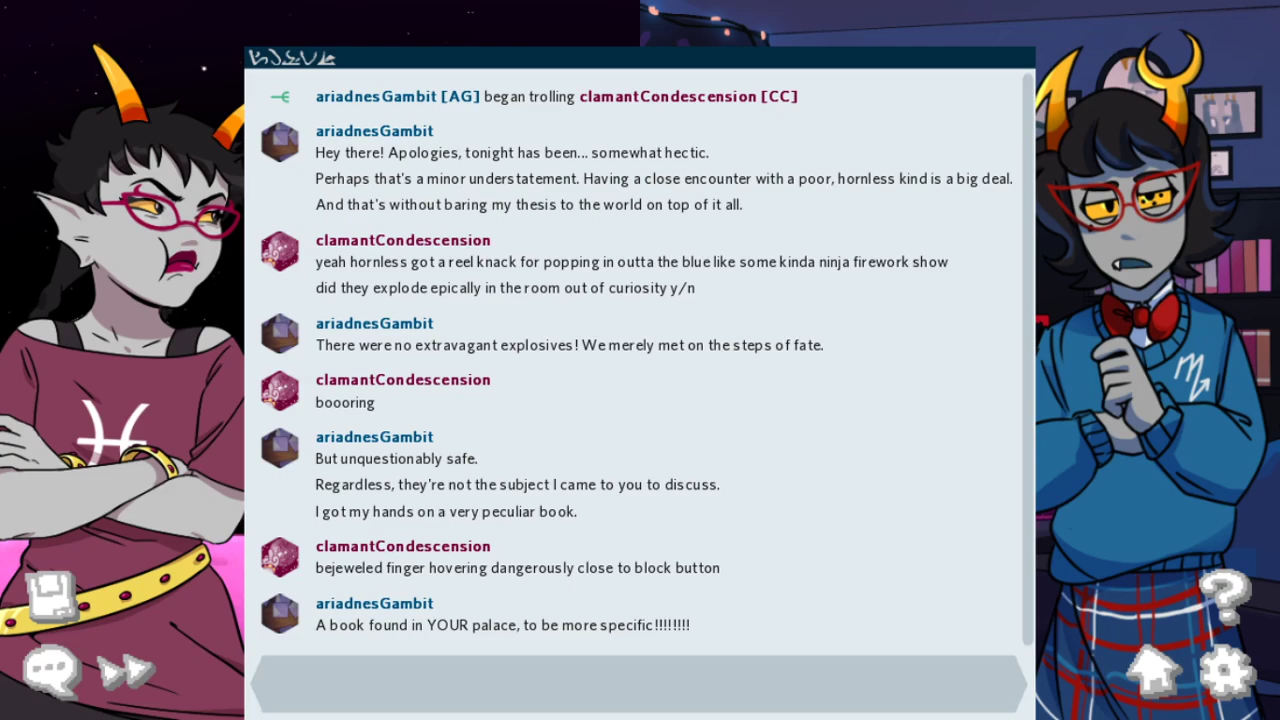 ariadnesGambit [AG] began trolling clamantCondescension [CC]
ariadnesGambit
Hey there! Apologies, tonight has been... somewhat hectic.
Perhaps that's a minor understatement. Having a close encounter with a poor, hornless kind is a big deal.
And that's without baring my thesis to the world on top of it all.
clamantCondescension
yeah hornless got a reel knack for popping in outta the blue like some kinda ninja firework show
did they explode epically in the room out of curiosity y/n
ariadnesGambit
There were no extravagant explosives! We merely met on the steps of fate.
clamantCondescension
boooring
ariadnesGambit
But unquestionably safe.
Regardless, they're not the subject I came to you to discuss.
I got my hands on a very peculiar book.
clamantCondescension
bejeweled finger hovering dangerously close to block button
ariadnesGambit
A book found in YOUR palace, to be more specific!!!!!!!!